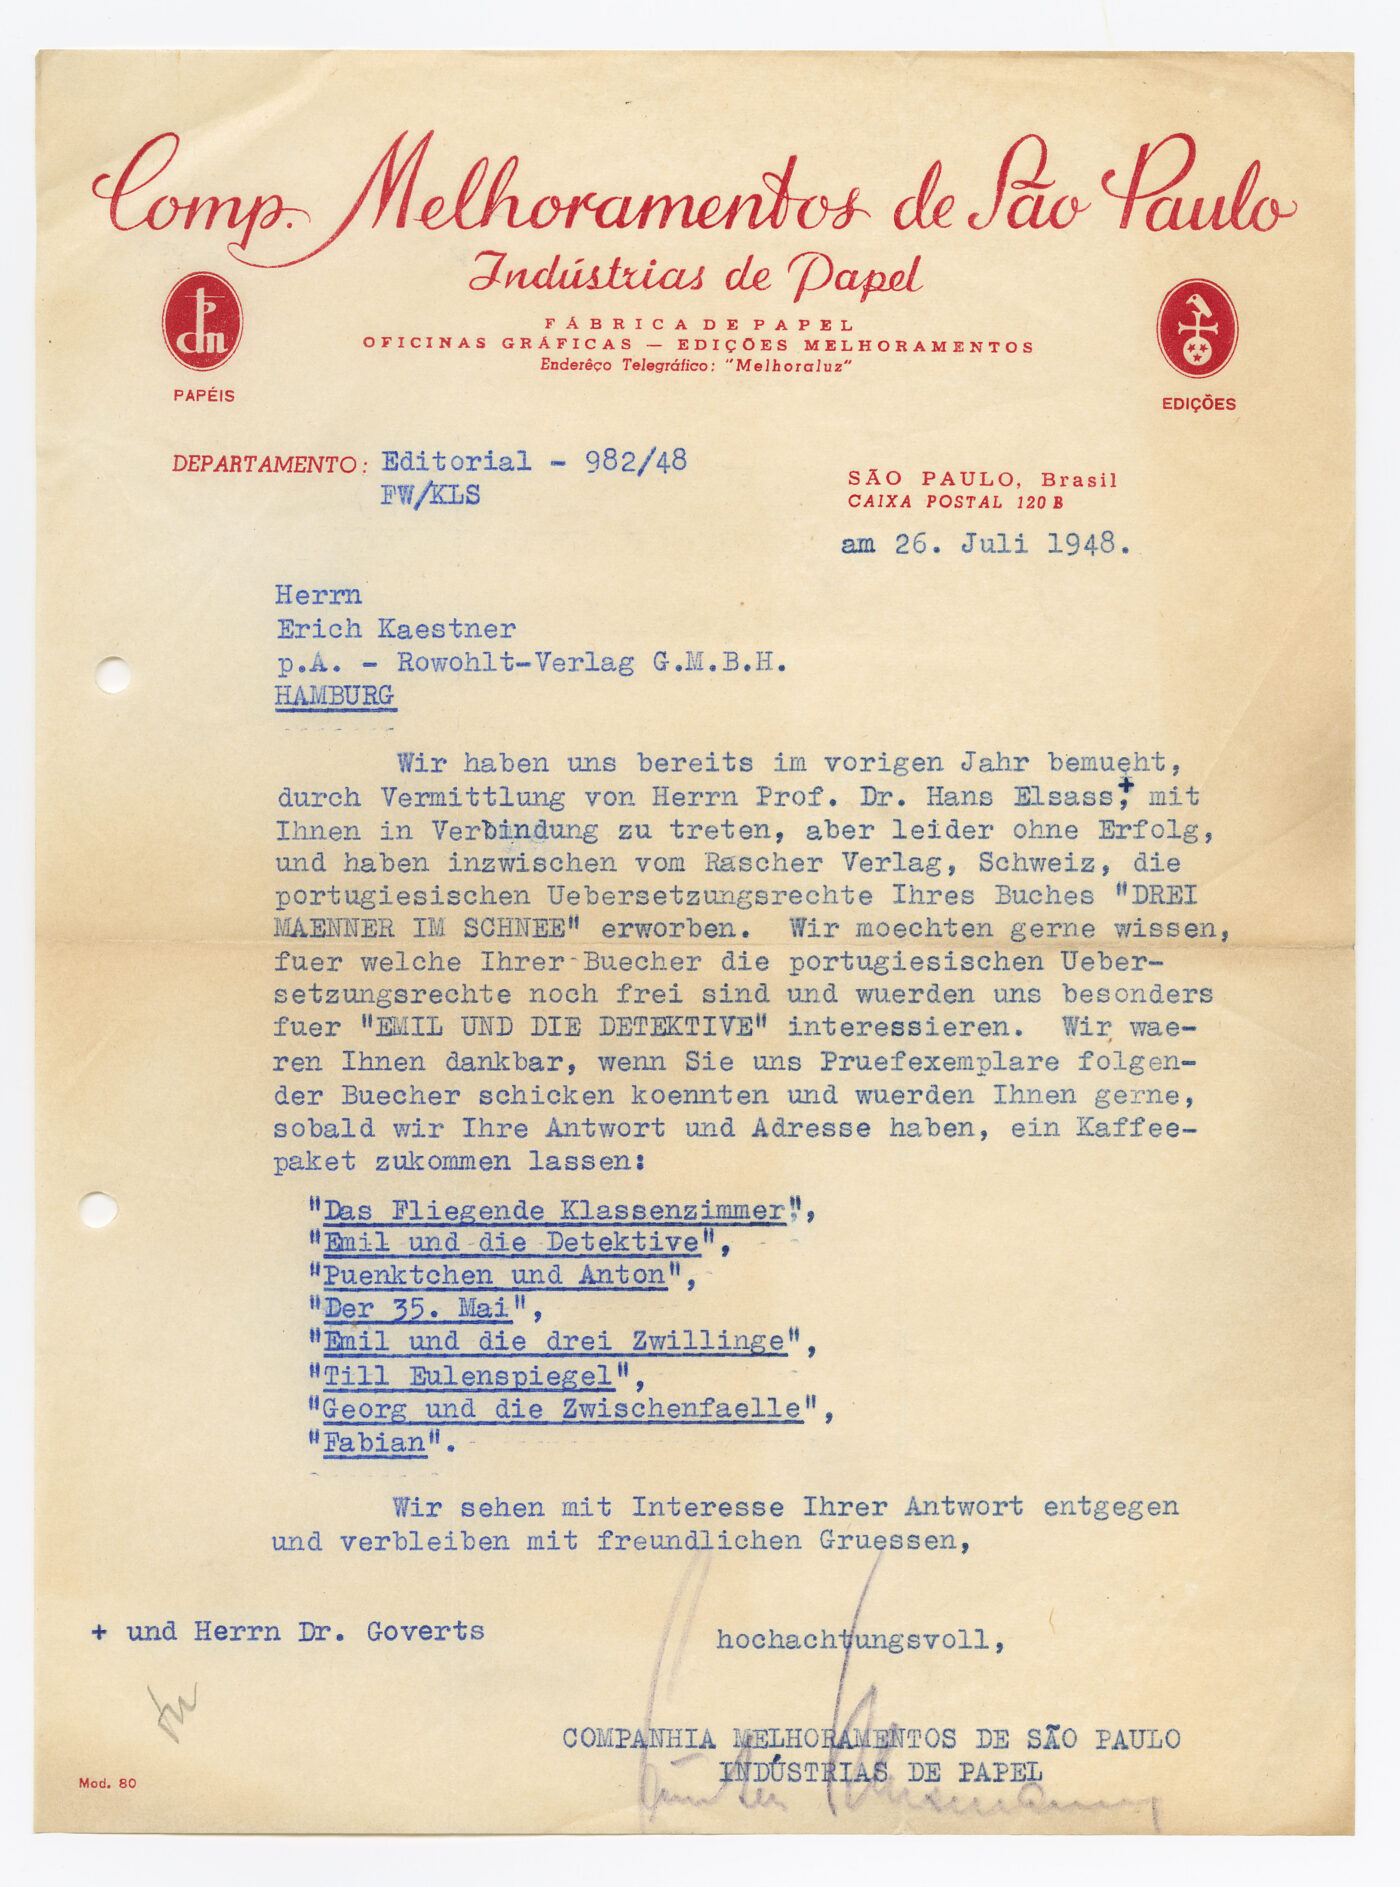 Comp. Melhoramentos de São Paulo
Indústrias de Papel
FÁBRICA DE PAPEL
OFICINAS GRÁFICAS — EDIÇÕES MELHORAMENTOS
Enderêço Telegráfico: "Melhoraluz"
PAPÉIS
EDIÇÕES
DEPARTAMENTO: Editorial - 982/48
FW/KLS
SÃO PAULO, Brasil
CAIXA POSTAL 120 B
am 26. Juli 1948.
Herrn
Erich Kaestner
p.A. - Rowohlt-Verlag G.M.B.H.
HAMBURG
Wir haben uns bereits im vorigen Jahr bemueht,
durch Vermittlung von Herrn Prof. Dr. Hans Elsass,+ mit
Ihnen in Verbindung zu treten, aber leider ohne Erfolg,
und haben inzwischen vom Rascher Verlag, Schweiz, die
portugiesischen Uebersetzungsrechte Ihres Buches "DREI
MAENNER IM SCHNEE" erworben. Wir moechten gerne wissen,
fuer welche Ihrer Buecher die portugiesischen Ueber-
setzungsrechte noch frei sind und wuerden uns besonders
fuer "EMIL UND DIE DETEKTIVE" interessieren. Wir wae-
ren Ihnen dankbar, wenn Sie uns Pruefexemplare folgen-
der Buecher schicken koennten und wuerden Ihnen gerne,
sobald wir Ihre Antwort und Adresse haben, ein Kaffee-
paket zukommen lassen:
"Das Fliegende Klassenzimmer",
"Emil und die Detektive",
"Puenktchen und Anton",
"Der 35. Mai",
"Emil und die drei Zwillinge",
"Till Eulenspiegel",
"Georg und die Zwischenfaelle",
"Fabian".
Wir sehen mit Interesse Ihrer Antwort entgegen
und verbleiben mit freundlichen Gruessen,
+ und Herrn Dr. Goverts
hochachtungsvoll,
COMPANHIA MELHORAMENTOS DE SÃO PAULO
INDÚSTRIAS DE PAPEL
Mod. 80